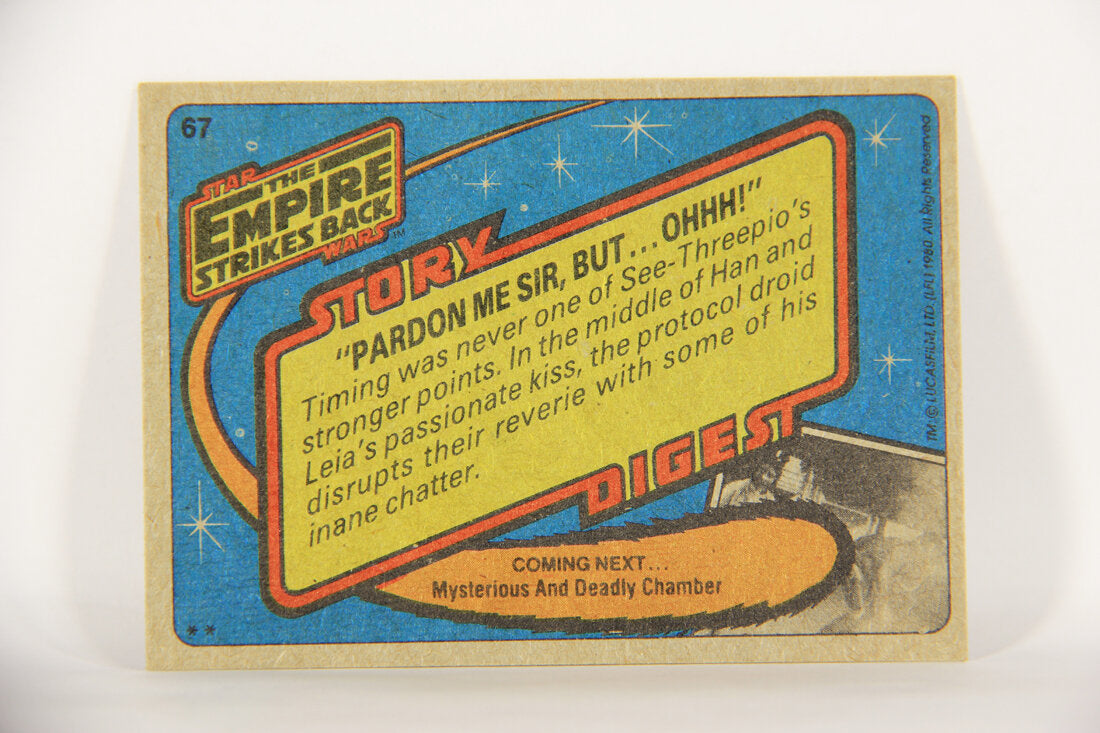 67
STAR
THE
EMPIRE
STRIKES BACK
WARS™
STORY
"PARDON ME SIR, BUT... OHHH!"
Timing was never one of See-Threepio's
stronger points. In the middle of Han and
Leia's passionate kiss, the protocol droid
disrupts their reverie with some of his
inane chatter.
DIGEST
COMING NEXT...
Mysterious And Deadly Chamber
**
TM © LUCASFILM, LTD. (LFL) 1980 All Rights Reserved